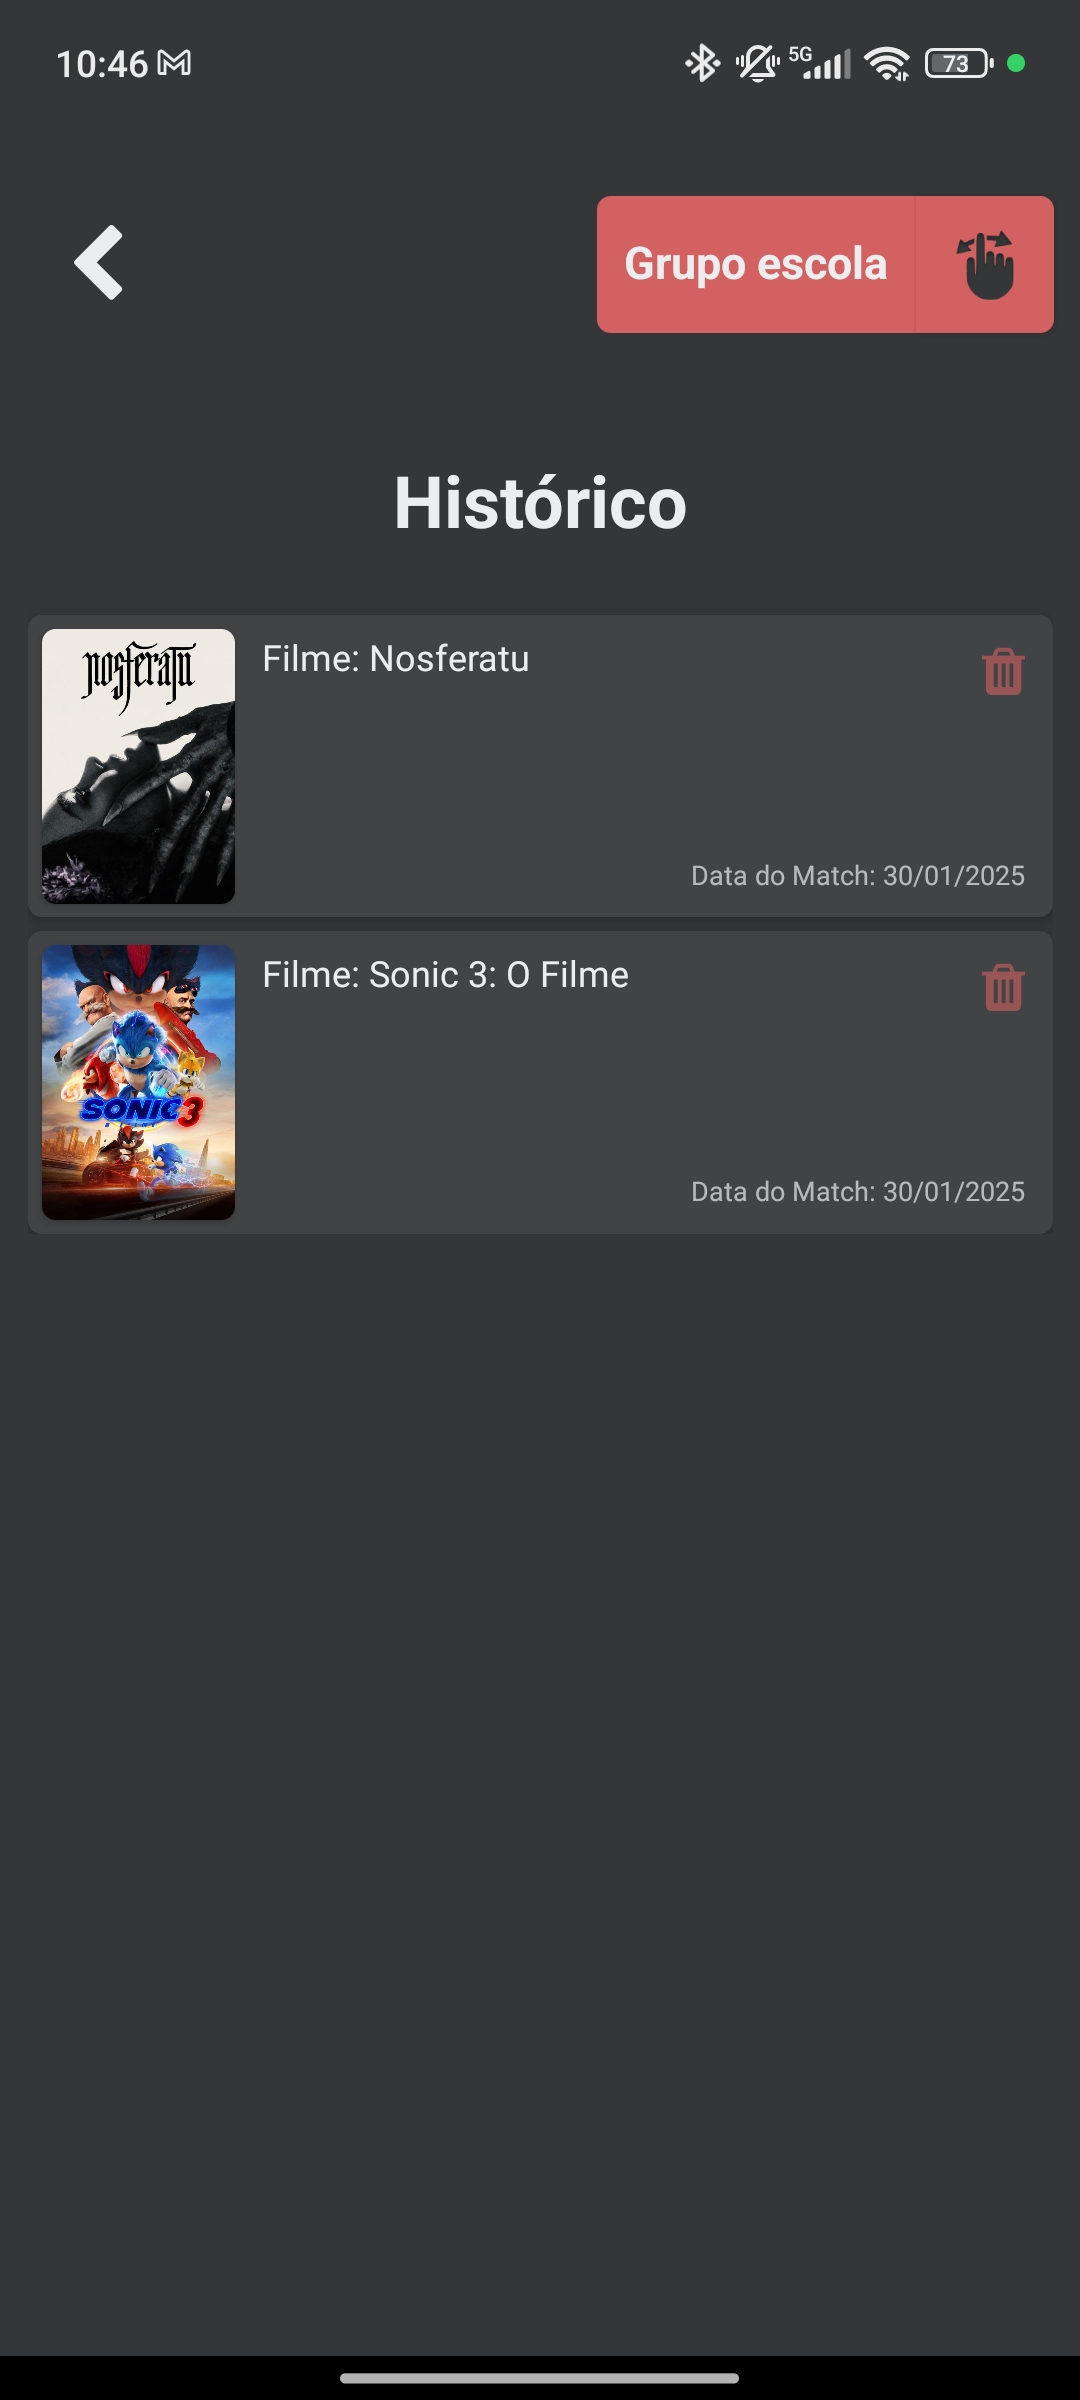 10:46
5G
73
Grupo escola
Histórico
nosferatu
Filme: Nosferatu
Data do Match: 30/01/2025
Filme: Sonic 3: O Filme
SONIC 3
Data do Match: 30/01/2025